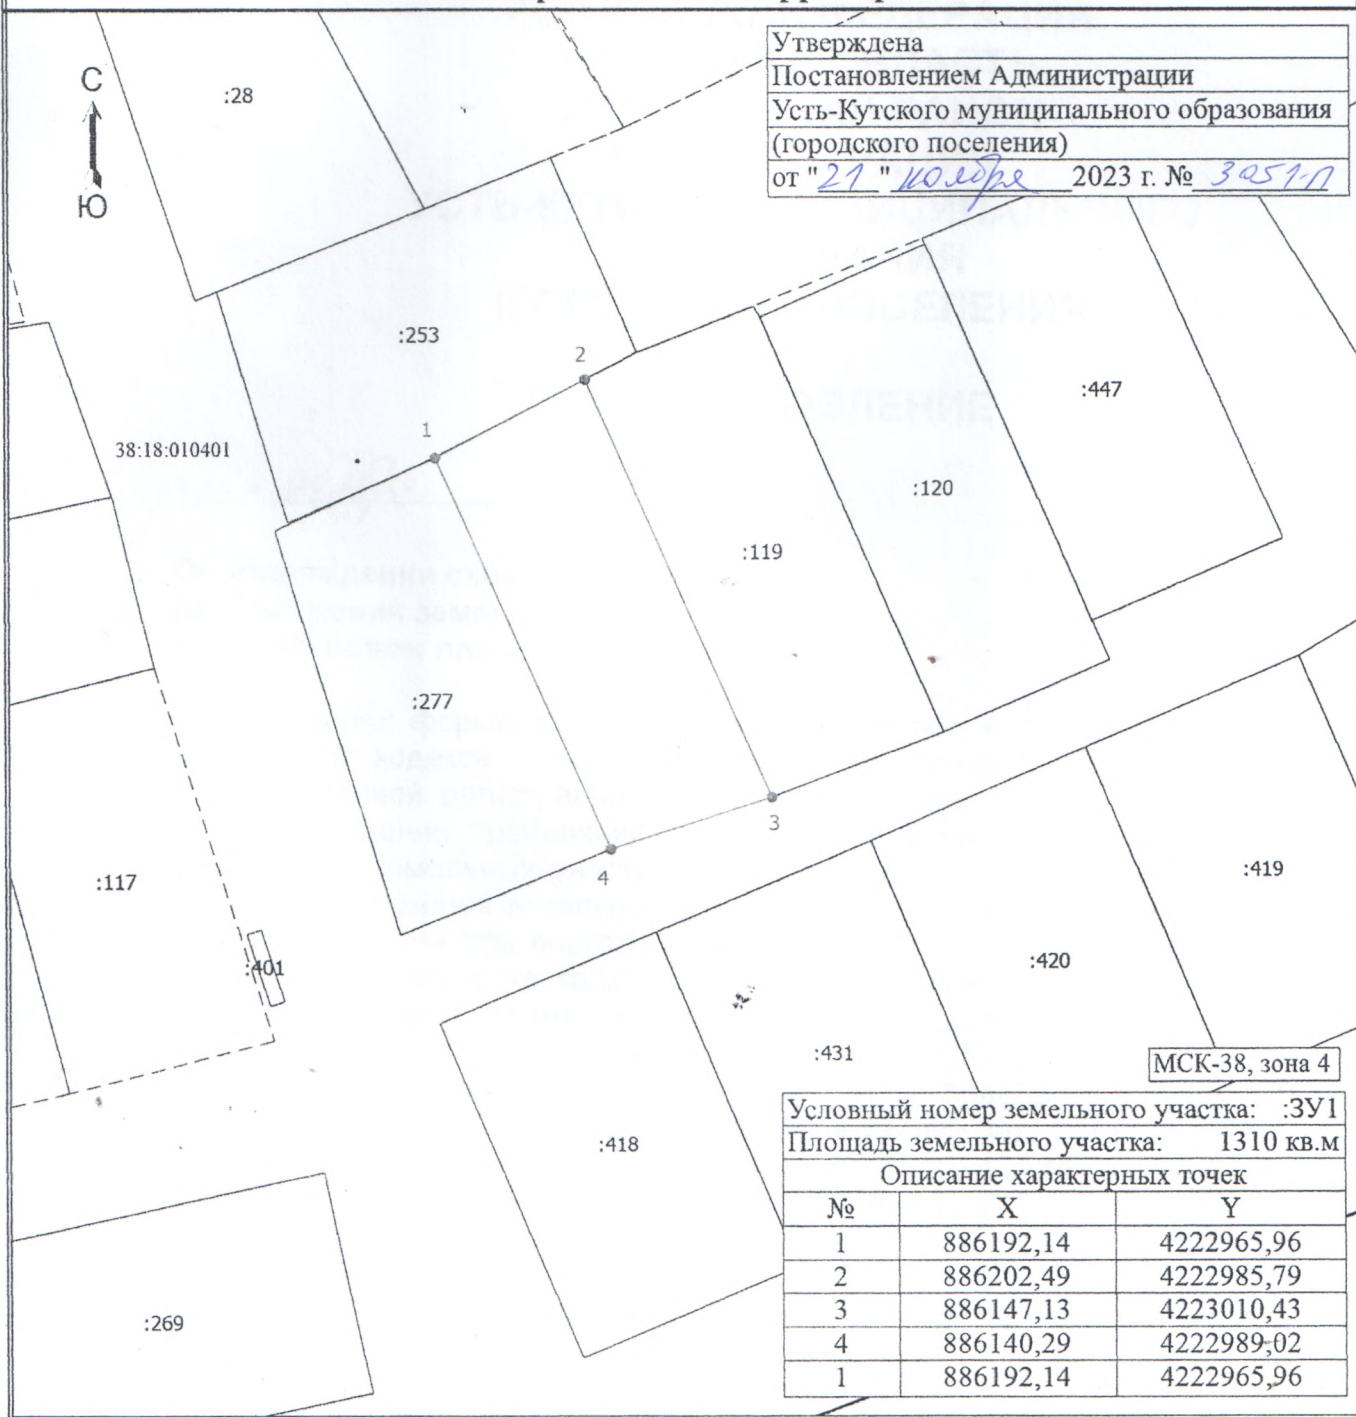 Утверждена
Постановлением Администрации
Усть-Кутского муниципального образования
(городского поселения)
от "21" ноября 2023 г. № 3051-П
С
Ю
:28
:253
2
1
38:18:010401
:447
:120
:119
:277
3
4
:117
:401
:419
:420
:431
:418
:269
МСК-38, зона 4
Условный номер земельного участка: :ЗУ1
Площадь земельного участка: 1310 кв.м
Описание характерных точек
№ X Y
1 886192,14 4222965,96
2 886202,49 4222985,79
3 886147,13 4223010,43
4 886140,29 4222989,02
1 886192,14 4222965,96